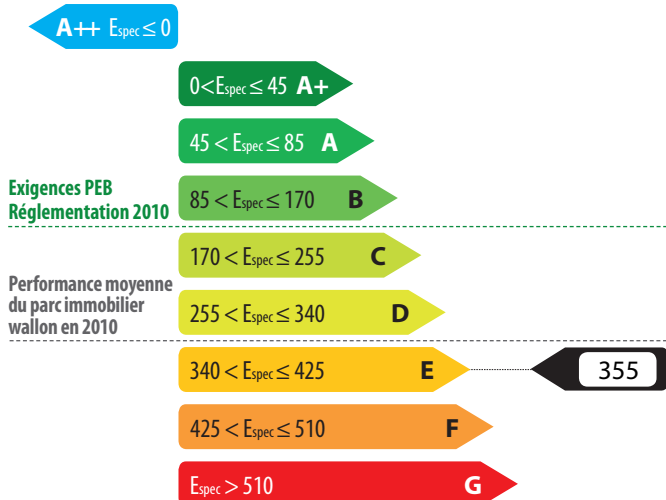 A++ Espec ≤ 0
0<Espec ≤ 45 A+
45 < Espec ≤ 85 A
Exigences PEB
Réglementation 2010
85 < Espec ≤ 170 B
170 < Espec ≤ 255 C
Performance moyenne
du parc immobilier
wallon en 2010
255 < Espec ≤ 340 D
340 < Espec ≤ 425 E
355
425 < Espec ≤ 510 F
Espec > 510 G